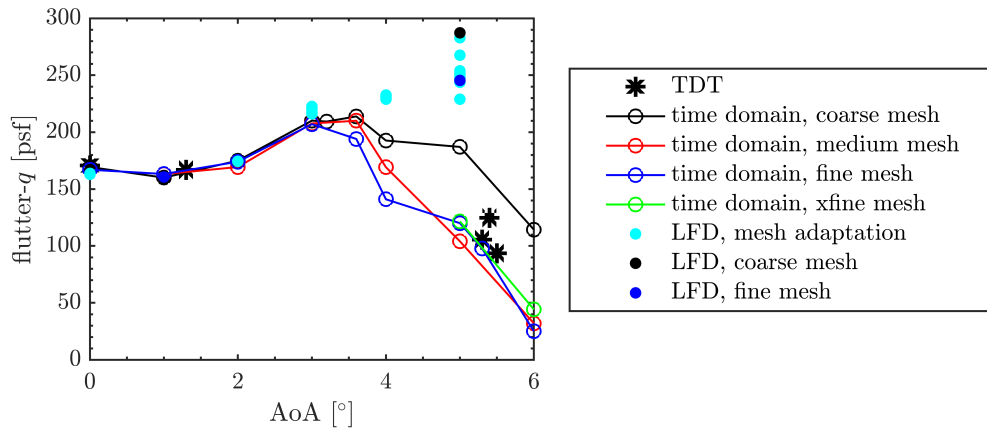 300
250
200
150
100
50
0
flutter-q [psf]
0 2 4 6
AoA [°]
TDT
time domain, coarse mesh
time domain, medium mesh
time domain, fine mesh
time domain, xfine mesh
LFD, mesh adaptation
LFD, coarse mesh
LFD, fine mesh